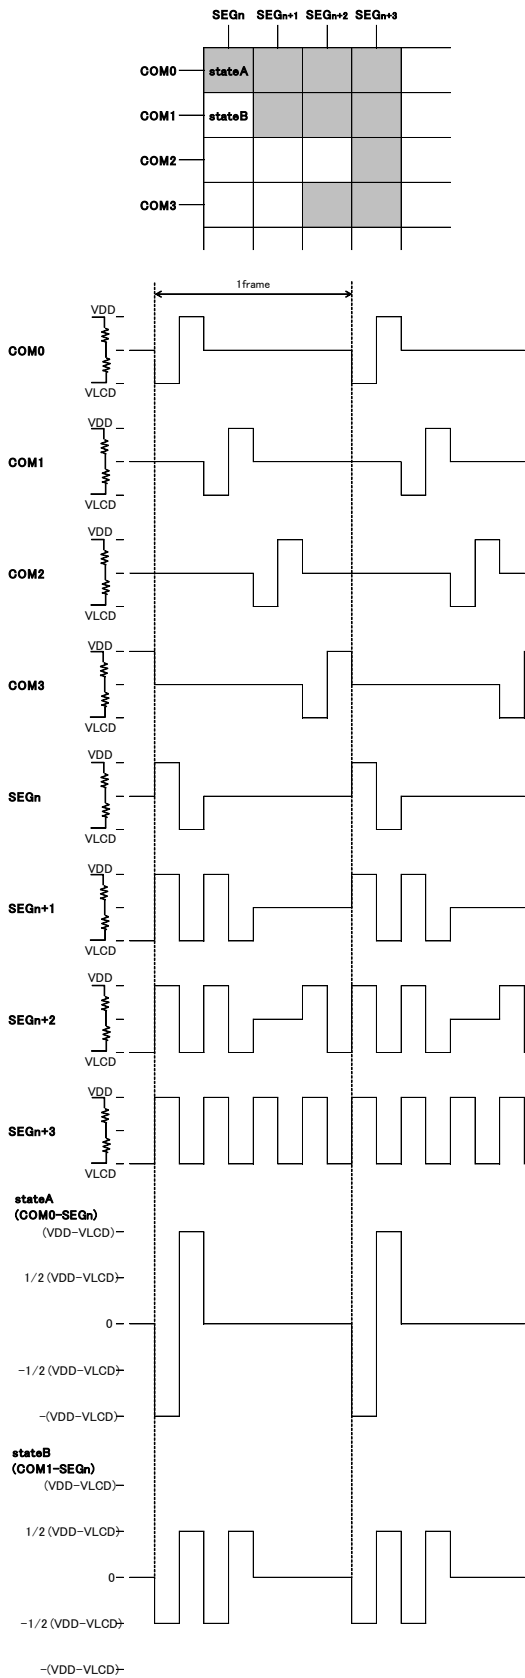 SEGn SEGn+1 SEGn+2 SEGn+3
COM0 stateA
COM1 stateB
COM2
COM3
1frame
VDD
COM0
VLCD
VDD
COM1
VLCD
VDD
COM2
VLCD
VDD
COM3
VLCD
VDD
SEGn
VLCD
VDD
SEGn+1
VLCD
VDD
SEGn+2
VLCD
VDD
SEGn+3
VLCD
stateA
(COM0-SEGn)
(VDD-VLCD)
1/2(VDD-VLCD)
0
-1/2(VDD-VLCD)
-(VDD-VLCD)
stateB
(COM1-SEGn)
(VDD-VLCD)
1/2(VDD-VLCD)
0
-1/2(VDD-VLCD)
-(VDD-VLCD)